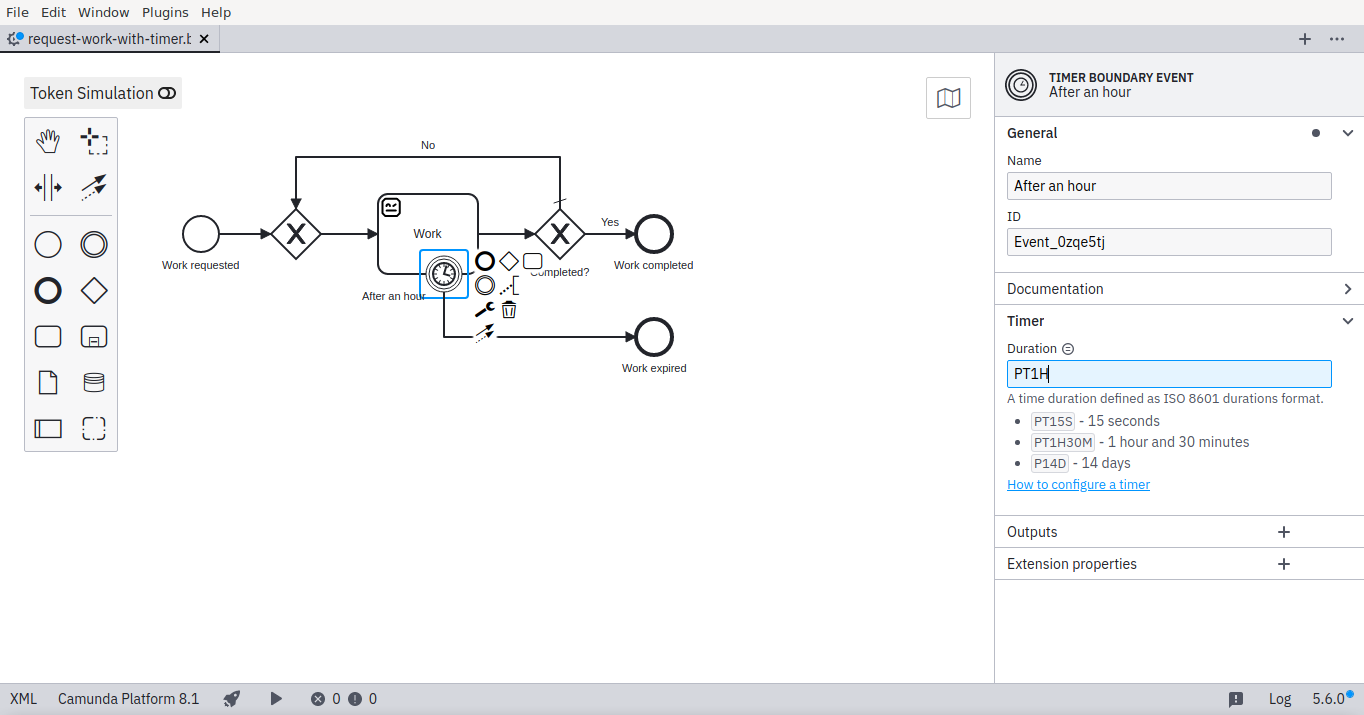 File Edit Window Plugins Help
request-work-with-timer.b
Token Simulation
No
Work
Yes
Work requested
Completed?
Work completed
After an hour
Work expired
TIMER BOUNDARY EVENT
After an hour
General
Name
After an hour
ID
Event_0zqe5tj
Documentation
Timer
Duration
PT1H
A time duration defined as ISO 8601 durations format.
PT15S - 15 seconds
PT1H30M - 1 hour and 30 minutes
P14D - 14 days
How to configure a timer
Outputs
Extension properties
XML Camunda Platform 8.1 0 0 Log 5.6.0